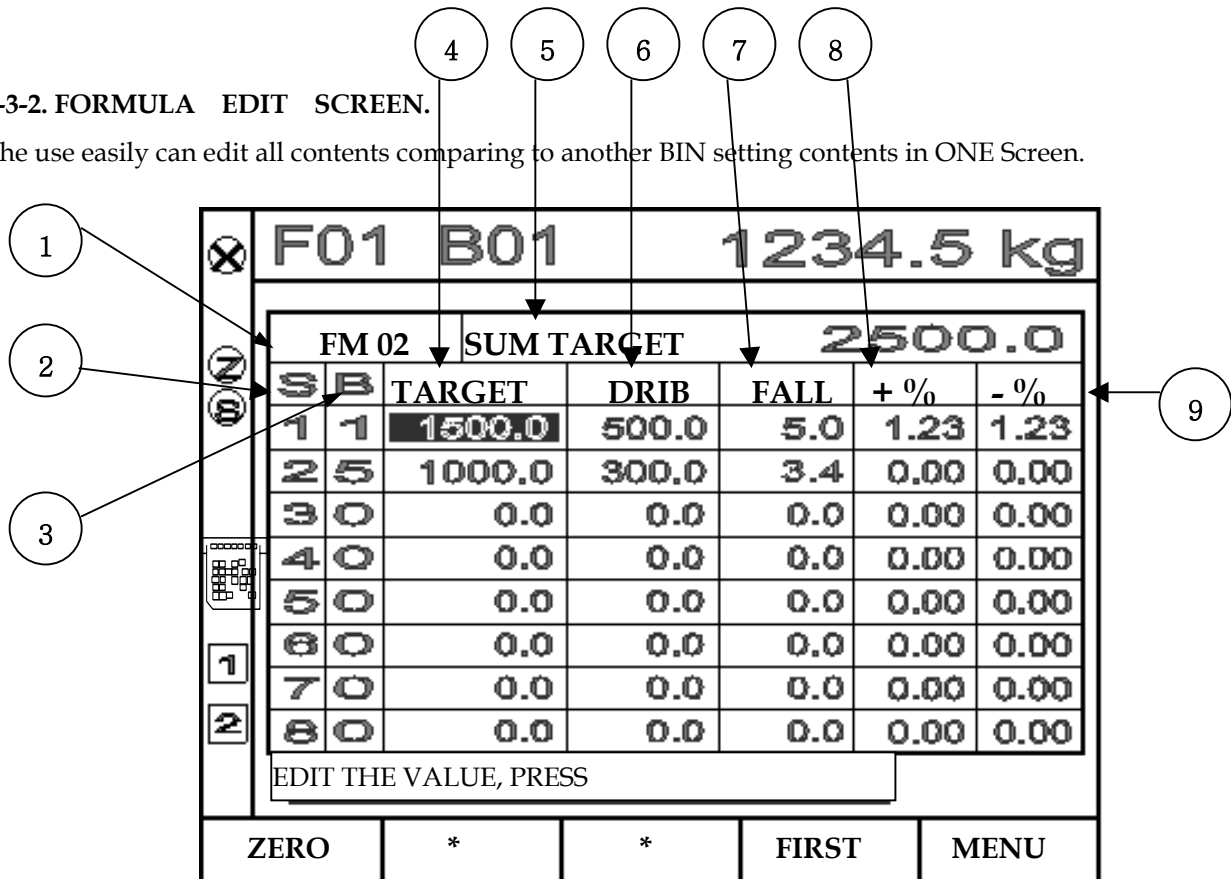 4 5 6 7 8
-3-2. FORMULA EDIT SCREEN.
he use easily can edit all contents comparing to another BIN setting contents in ONE Screen.
1
F01 B01 1234.5 kg
2
FM 02 SUM TARGET 2500.0
Z
S B TARGET DRIB FALL + % - %
9
S
1 1 1500.0 500.0 5.0 1.23 1.23
2 5 1000.0 300.0 3.4 0.00 0.00
3
3 0 0.0 0.0 0.0 0.00 0.00
4 0 0.0 0.0 0.0 0.00 0.00
5 0 0.0 0.0 0.0 0.00 0.00
6 0 0.0 0.0 0.0 0.00 0.00
1
7 0 0.0 0.0 0.0 0.00 0.00
2
8 0 0.0 0.0 0.0 0.00 0.00
EDIT THE VALUE, PRESS
ZERO * * FIRST MENU